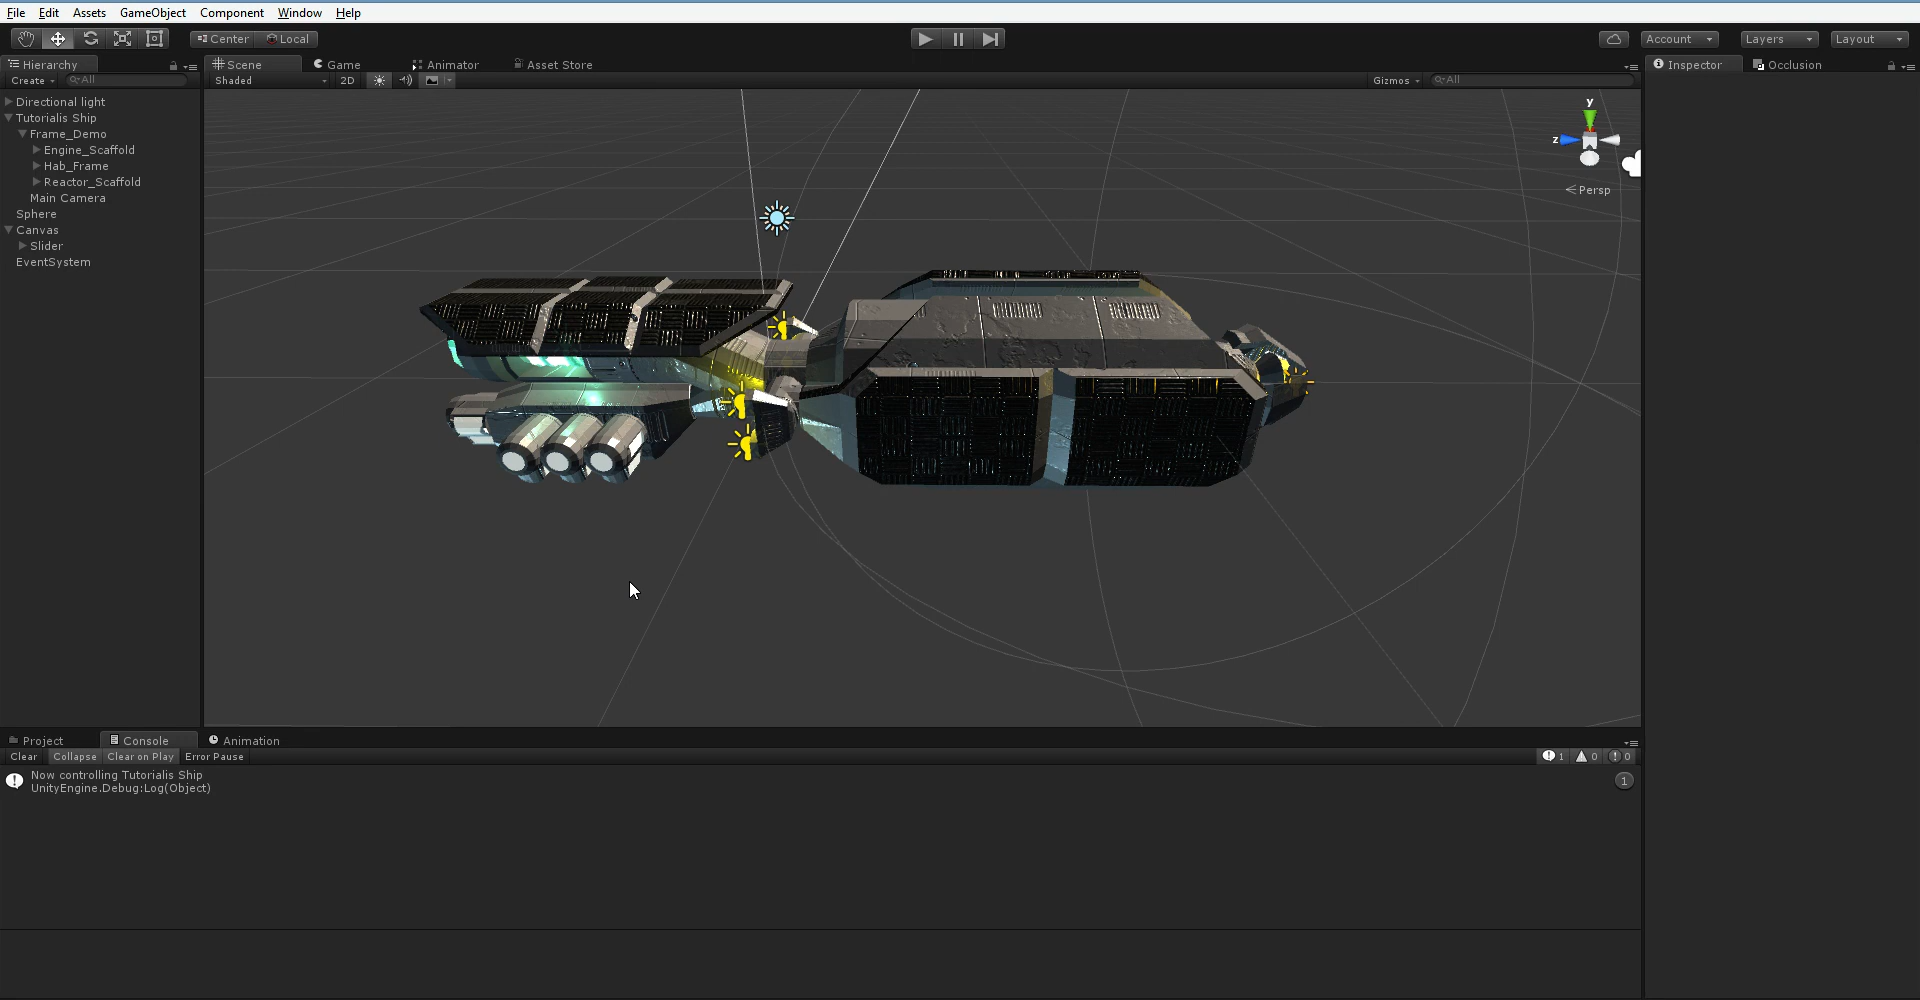 File Edit Assets GameObject Component Window Help
Center Local Account Layers Layout
Hierarchy Scene Game Animator Asset Store Inspector Occlusion
Create All Shaded 2D Gizmos All
Directional light
Tutorialis Ship
Frame_Demo
Engine_Scaffold
Hab_Frame
Reactor_Scaffold
Main Camera
Sphere
Canvas
Slider
EventSystem
y
z
Persp
Project Console Animation
Clear Collapse Clear on Play Error Pause 1 0 0
Now controlling Tutorialis Ship
UnityEngine.Debug:Log(Object)
1